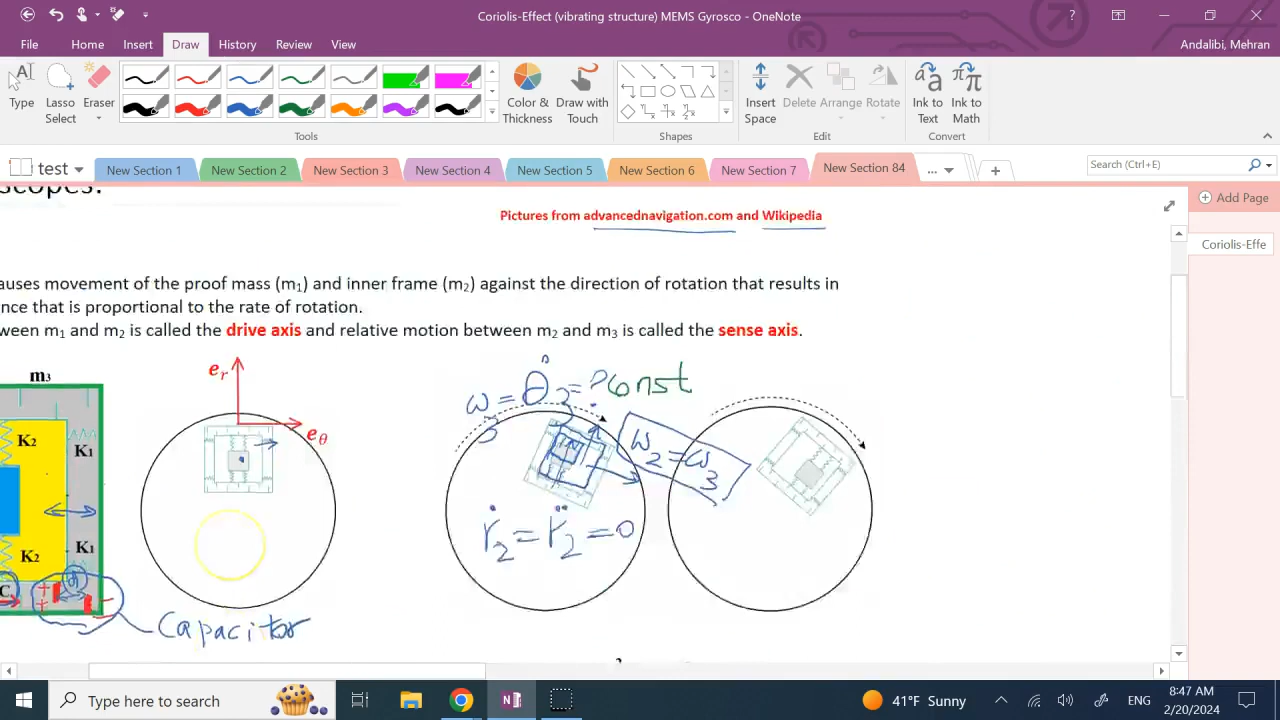 Coriolis-Effect (vibrating structure) MEMS Gyrosco - OneNote
File Home Insert Draw History Review View
Andalibi, Mehran
Type
Lasso Select
Eraser
Color & Thickness
Draw with Touch
Insert Space
Delete Arrange Rotate
Ink to Text
Ink to Math
Tools Shapes Edit Convert
test New Section 1 New Section 2 New Section 3 New Section 4 New Section 5 New Section 6 New Section 7 New Section 84 ...
Search (Ctrl+E)
Add Page
Coriolis-Effe
scopes:
Pictures from advancednavigation.com and Wikipedia
auses movement of the proof mass (m₁) and inner frame (m₂) against the direction of rotation that results in
nce that is proportional to the rate of rotation.
ween m₁ and m₂ is called the drive axis and relative motion between m₂ and m₃ is called the sense axis.
m₃
K₂ K₁
K₂ K₁
C
e_r
e_θ
ω₃ = θ̇₃ = ? const
ω₂ = ω₃
ṙ₂ = r̈₂ = 0
Capacitor
Type here to search
41°F Sunny
ENG
8:47 AM
2/20/2024